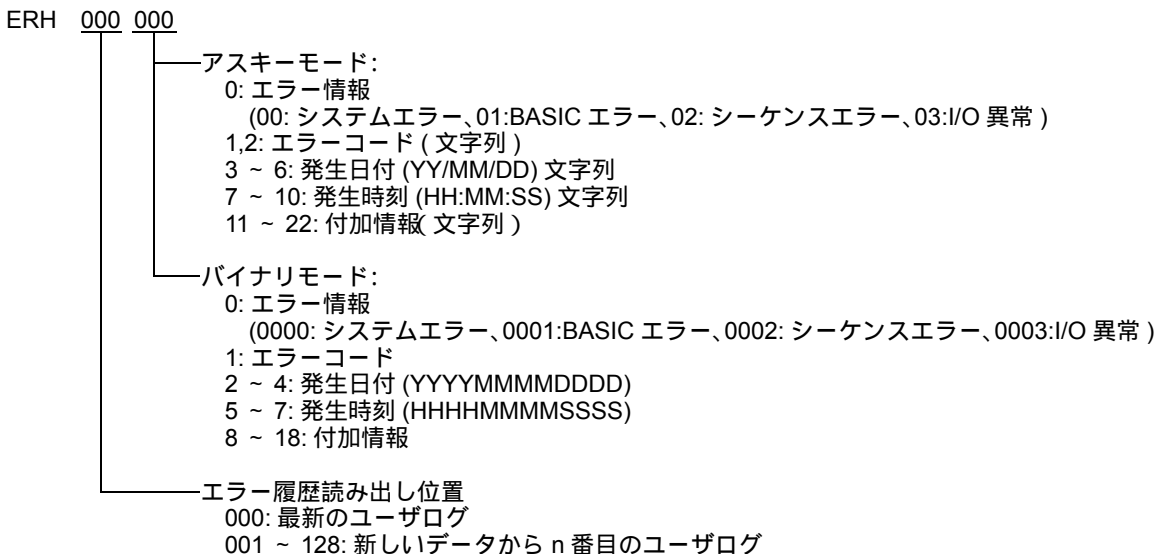 ERH 000 000
アスキーモード:
0: エラー情報
(00: システムエラー、01:BASIC エラー、02: シーケンスエラー、03:I/O 異常 )
1,2: エラーコード ( 文字列 )
3 ~ 6: 発生日付 (YY/MM/DD) 文字列
7 ~ 10: 発生時刻 (HH:MM:SS) 文字列
11 ~ 22: 付加情報( 文字列 )
バイナリモード:
0: エラー情報
(0000: システムエラー、0001:BASIC エラー、0002: シーケンスエラー、0003:I/O 異常 )
1: エラーコード
2 ~ 4: 発生日付 (YYYYMMMMDDDD)
5 ~ 7: 発生時刻 (HHHHMMMMSSSS)
8 ~ 18: 付加情報
エラー履歴読み出し位置
000: 最新のユーザログ
001 ~ 128: 新しいデータから n 番目のユーザログ